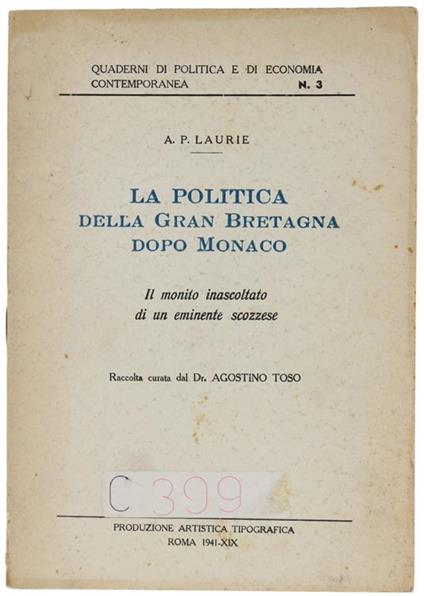 QUADERNI DI POLITICA E DI ECONOMIA
CONTEMPORANEA N. 3
A. P. LAURIE
LA POLITICA
DELLA GRAN BRETAGNA
DOPO MONACO
Il monito inascoltato
di un eminente scozzese
Raccolta curata dal Dr. AGOSTINO TOSO
C 399
PRODUZIONE ARTISTICA TIPOGRAFICA
ROMA 1941-XIX